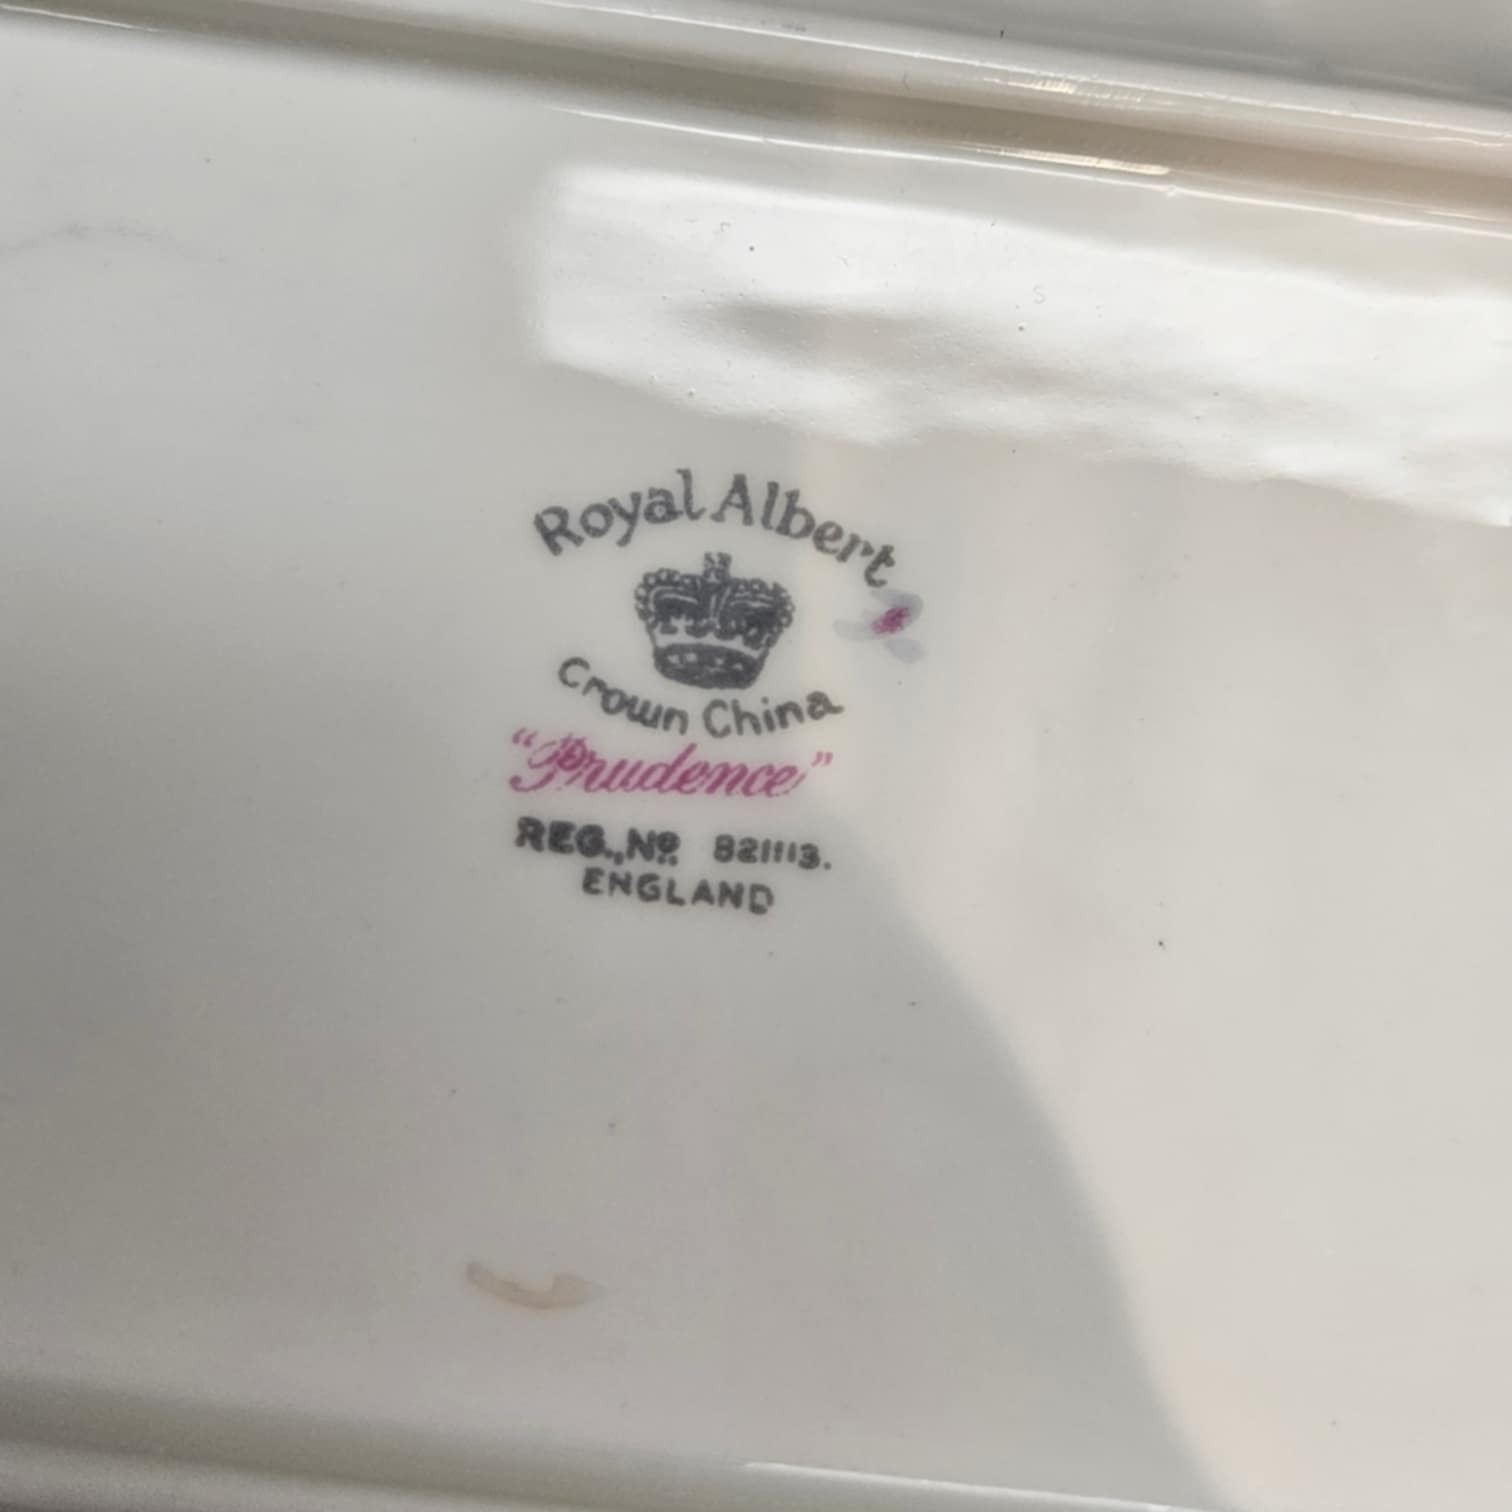 Royal Albert
Crown China
"Prudence"
REG., Nº 821113.
ENGLAND